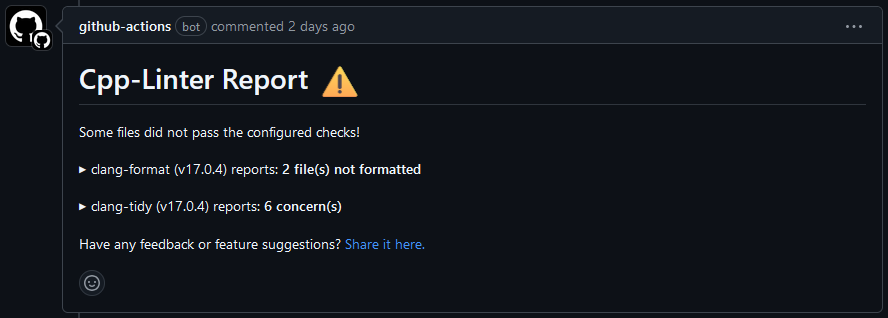 github-actions bot commented 2 days ago
Cpp-Linter Report
Some files did not pass the configured checks!
clang-format (v17.0.4) reports: 2 file(s) not formatted
clang-tidy (v17.0.4) reports: 6 concern(s)
Have any feedback or feature suggestions? Share it here.